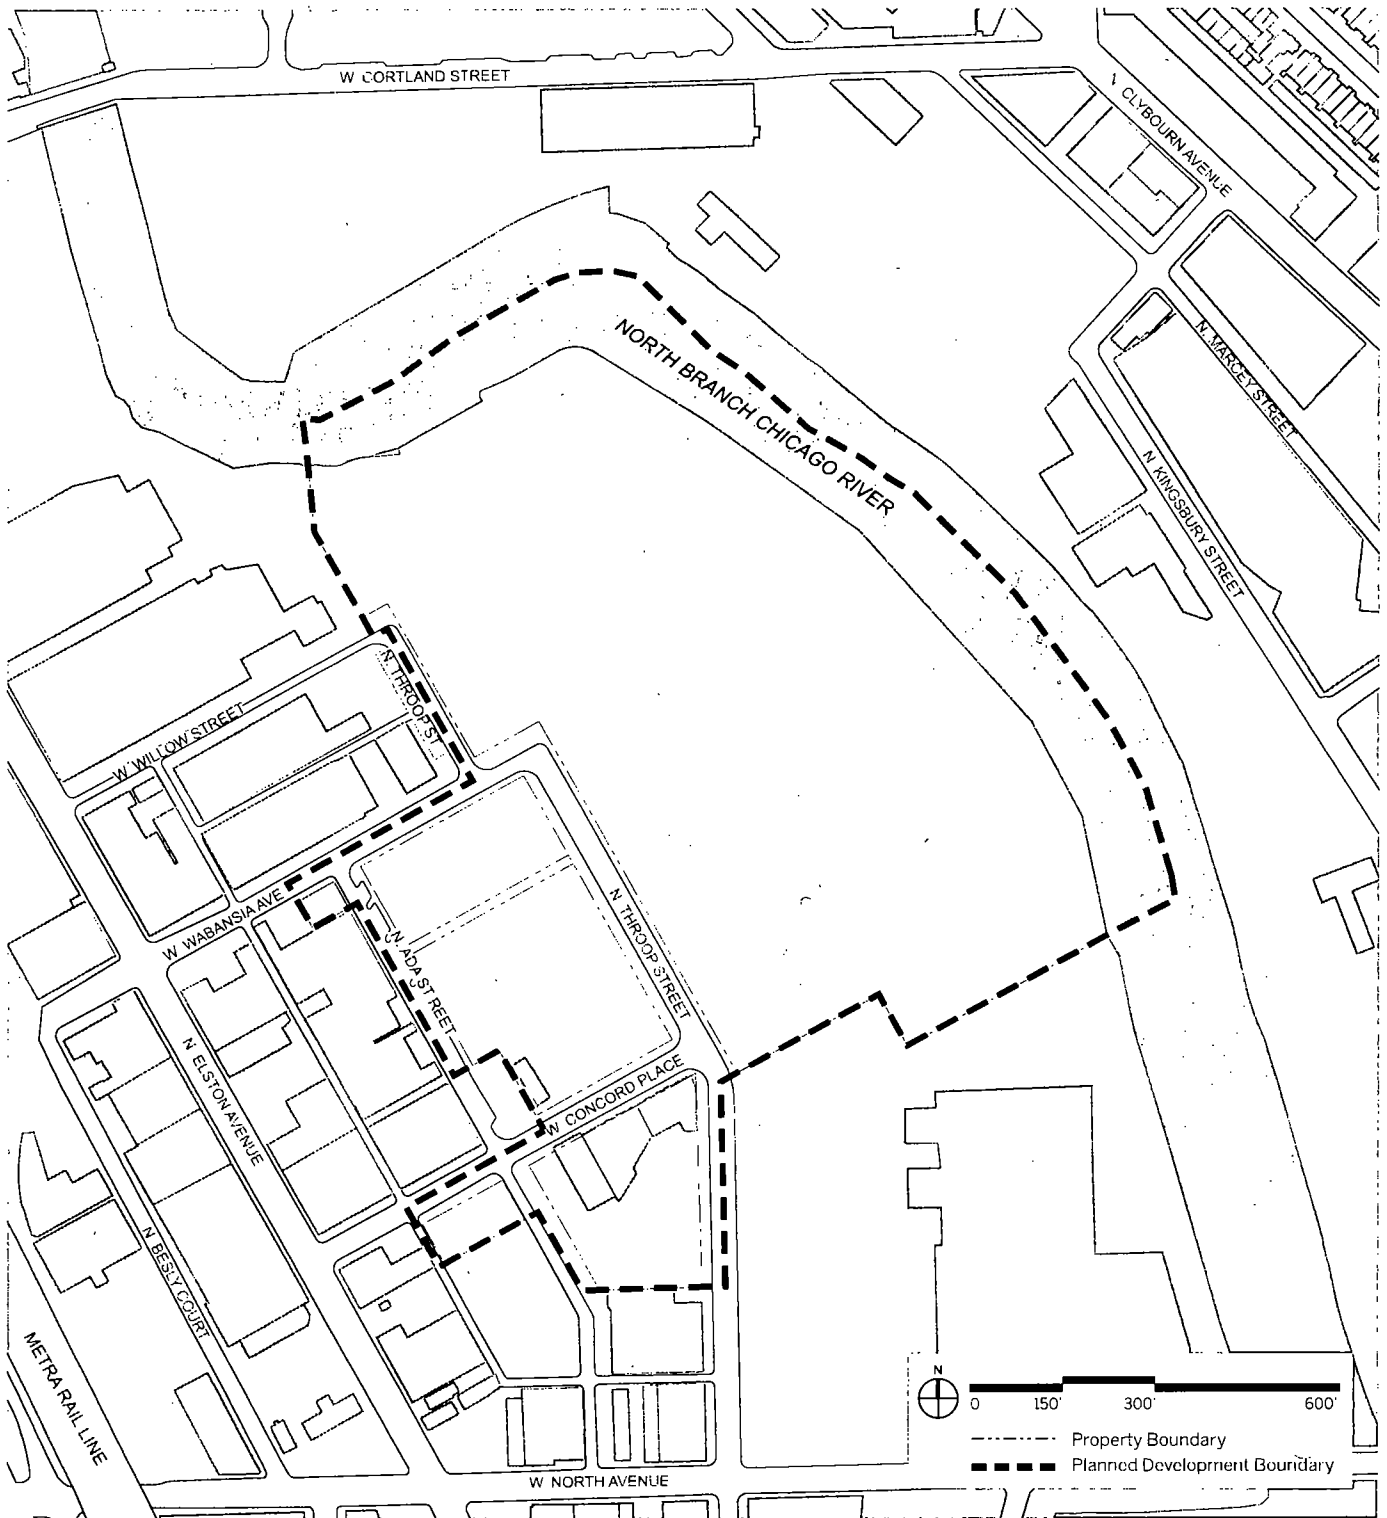 W CORTLAND STREET
N CLYBOURN AVENUE
NORTH BRANCH CHICAGO RIVER
N MARCEY STREET
N KINGSBURY STREET
N THROOP ST
W WILLOW STREET
W WABANSIA AVE
N ADA STREET
N THROOP STREET
N ELSTON AVENUE
W CONCORD PLACE
N BESLY COURT
METRA RAIL LINE
W NORTH AVENUE
N
0 150' 300' 600'
Property Boundary
Planned Development Boundary